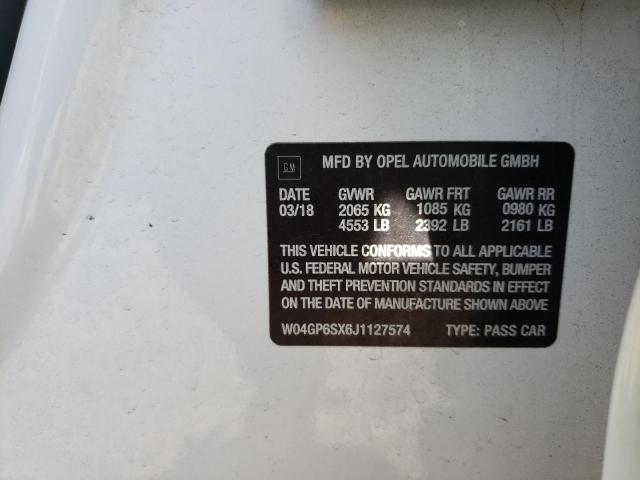 GM MFD BY OPEL AUTOMOBILE GMBH
DATE GVWR GAWR FRT GAWR RR
03/18 2065 KG 1085 KG 0980 KG
4553 LB 2392 LB 2161 LB
THIS VEHICLE CONFORMS TO ALL APPLICABLE
U.S. FEDERAL MOTOR VEHICLE SAFETY, BUMPER
AND THEFT PREVENTION STANDARDS IN EFFECT
ON THE DATE OF MANUFACTURE SHOWN ABOVE
W04GP6SX6J1127574 TYPE: PASS CAR